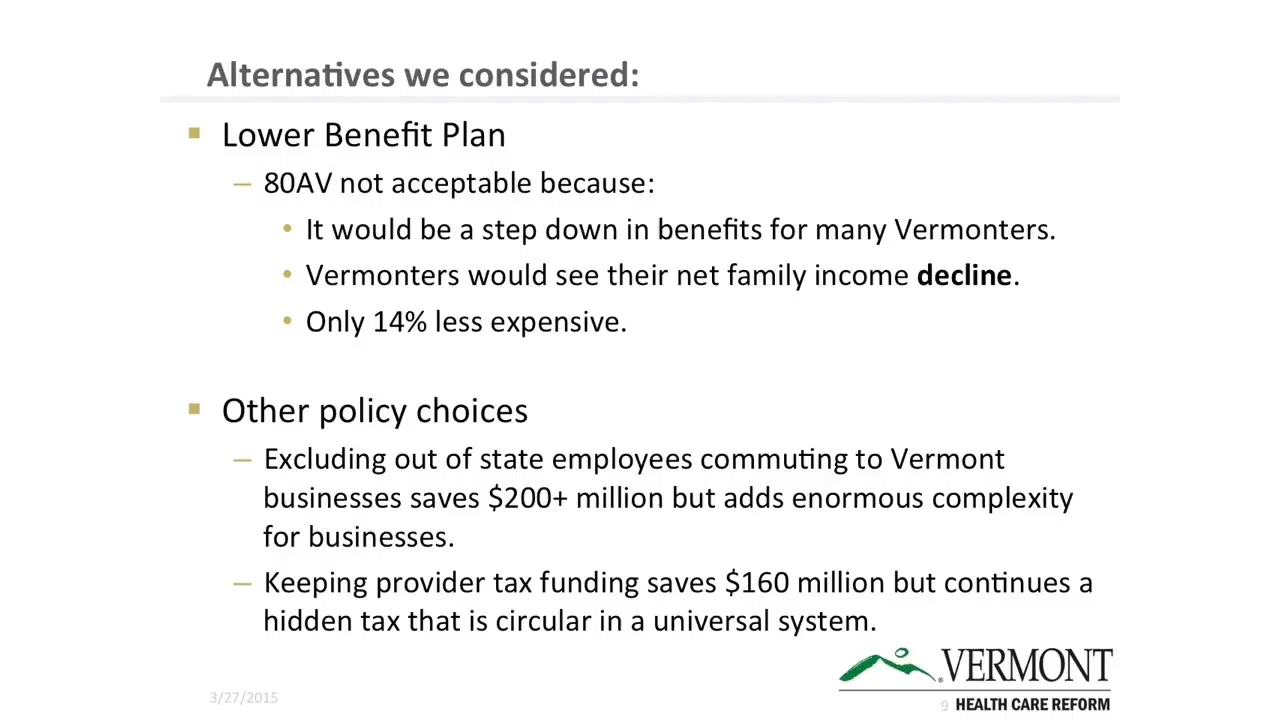 Alternatives we considered:
▪ Lower Benefit Plan
– 80AV not acceptable because:
• It would be a step down in benefits for many Vermonters.
• Vermonters would see their net family income decline.
• Only 14% less expensive.
▪ Other policy choices
– Excluding out of state employees commuting to Vermont
businesses saves $200+ million but adds enormous complexity
for businesses.
– Keeping provider tax funding saves $160 million but continues a
hidden tax that is circular in a universal system.
VERMONT
3/27/2015
9 HEALTH CARE REFORM